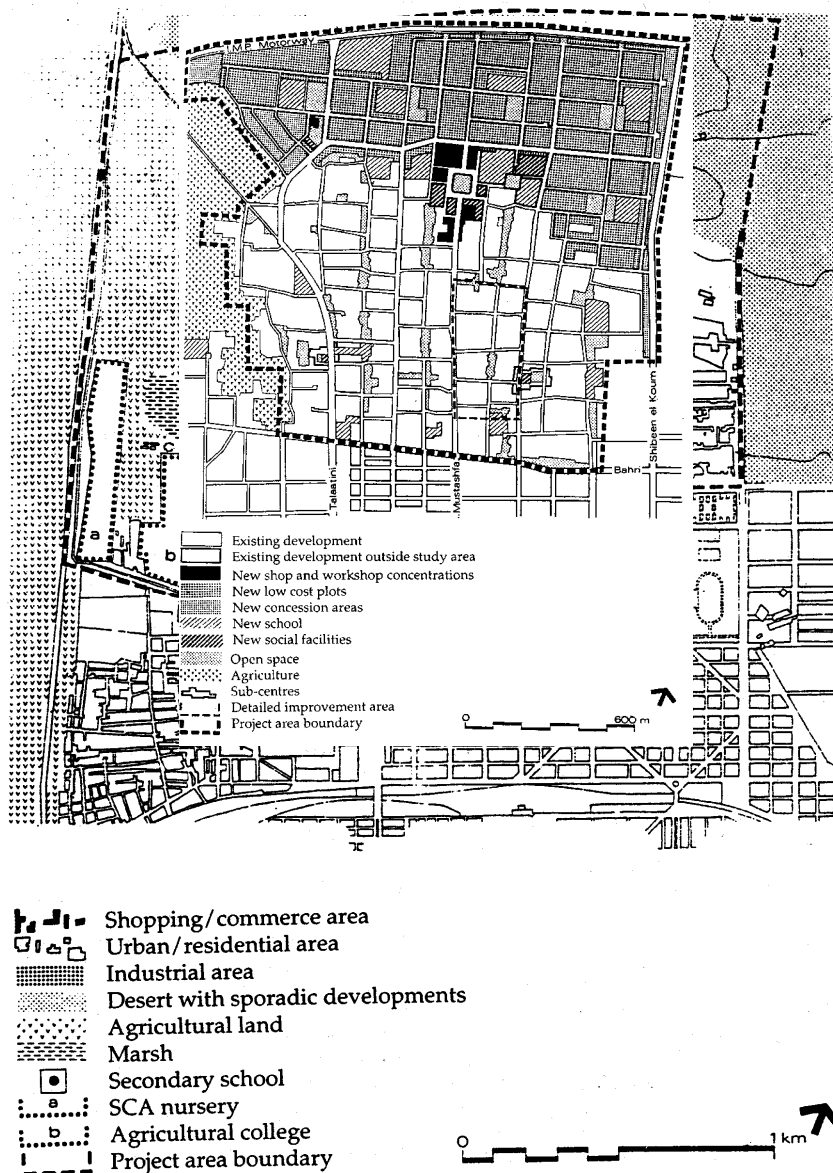 I.M.P. Motorway
Talaatini
Mustashfa
Bahri
Shibeen el Koum
c
a
b
Existing development
Existing development outside study area
New shop and workshop concentrations
New low cost plots
New concession areas
New school
New social facilities
Open space
Agriculture
Sub-centres
Detailed improvement area
Project area boundary
0 600 m
Shopping/commerce area
Urban/residential area
Industrial area
Desert with sporadic developments
Agricultural land
Marsh
Secondary school
a SCA nursery
b Agricultural college
Project area boundary
0 1 km